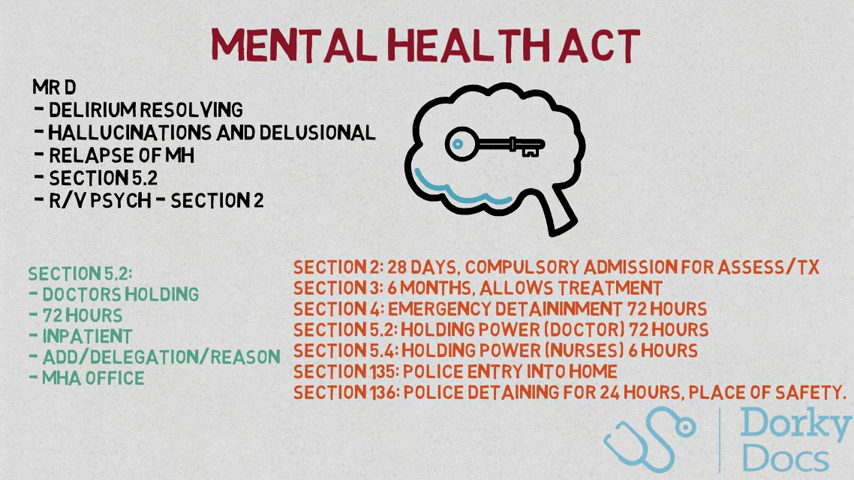 MENTAL HEALTH ACT
MR D
- DELIRIUM RESOLVING
- HALLUCINATIONS AND DELUSIONAL
- RELAPSE OF MH
- SECTION 5.2
- R/V PSYCH - SECTION 2
SECTION 5.2:
- DOCTORS HOLDING
- 72 HOURS
- INPATIENT
- ADD/DELEGATION/REASON
- MHA OFFICE
SECTION 2: 28 DAYS, COMPULSORY ADMISSION FOR ASSESS/TX
SECTION 3: 6 MONTHS, ALLOWS TREATMENT
SECTION 4: EMERGENCY DETAININMENT 72 HOURS
SECTION 5.2: HOLDING POWER (DOCTOR) 72 HOURS
SECTION 5.4: HOLDING POWER (NURSES) 6 HOURS
SECTION 135: POLICE ENTRY INTO HOME
SECTION 136: POLICE DETAINING FOR 24 HOURS, PLACE OF SAFETY.
Dorky
Docs